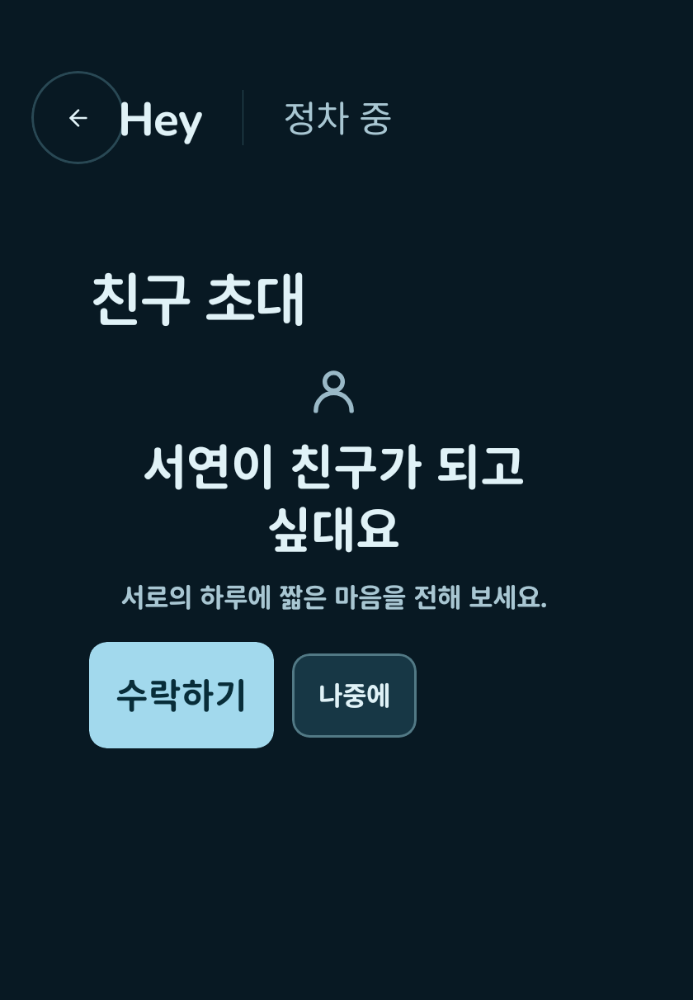 Hey 정차 중
친구 초대
서연이 친구가 되고
싶대요
서로의 하루에 짧은 마음을 전해 보세요.
수락하기 나중에